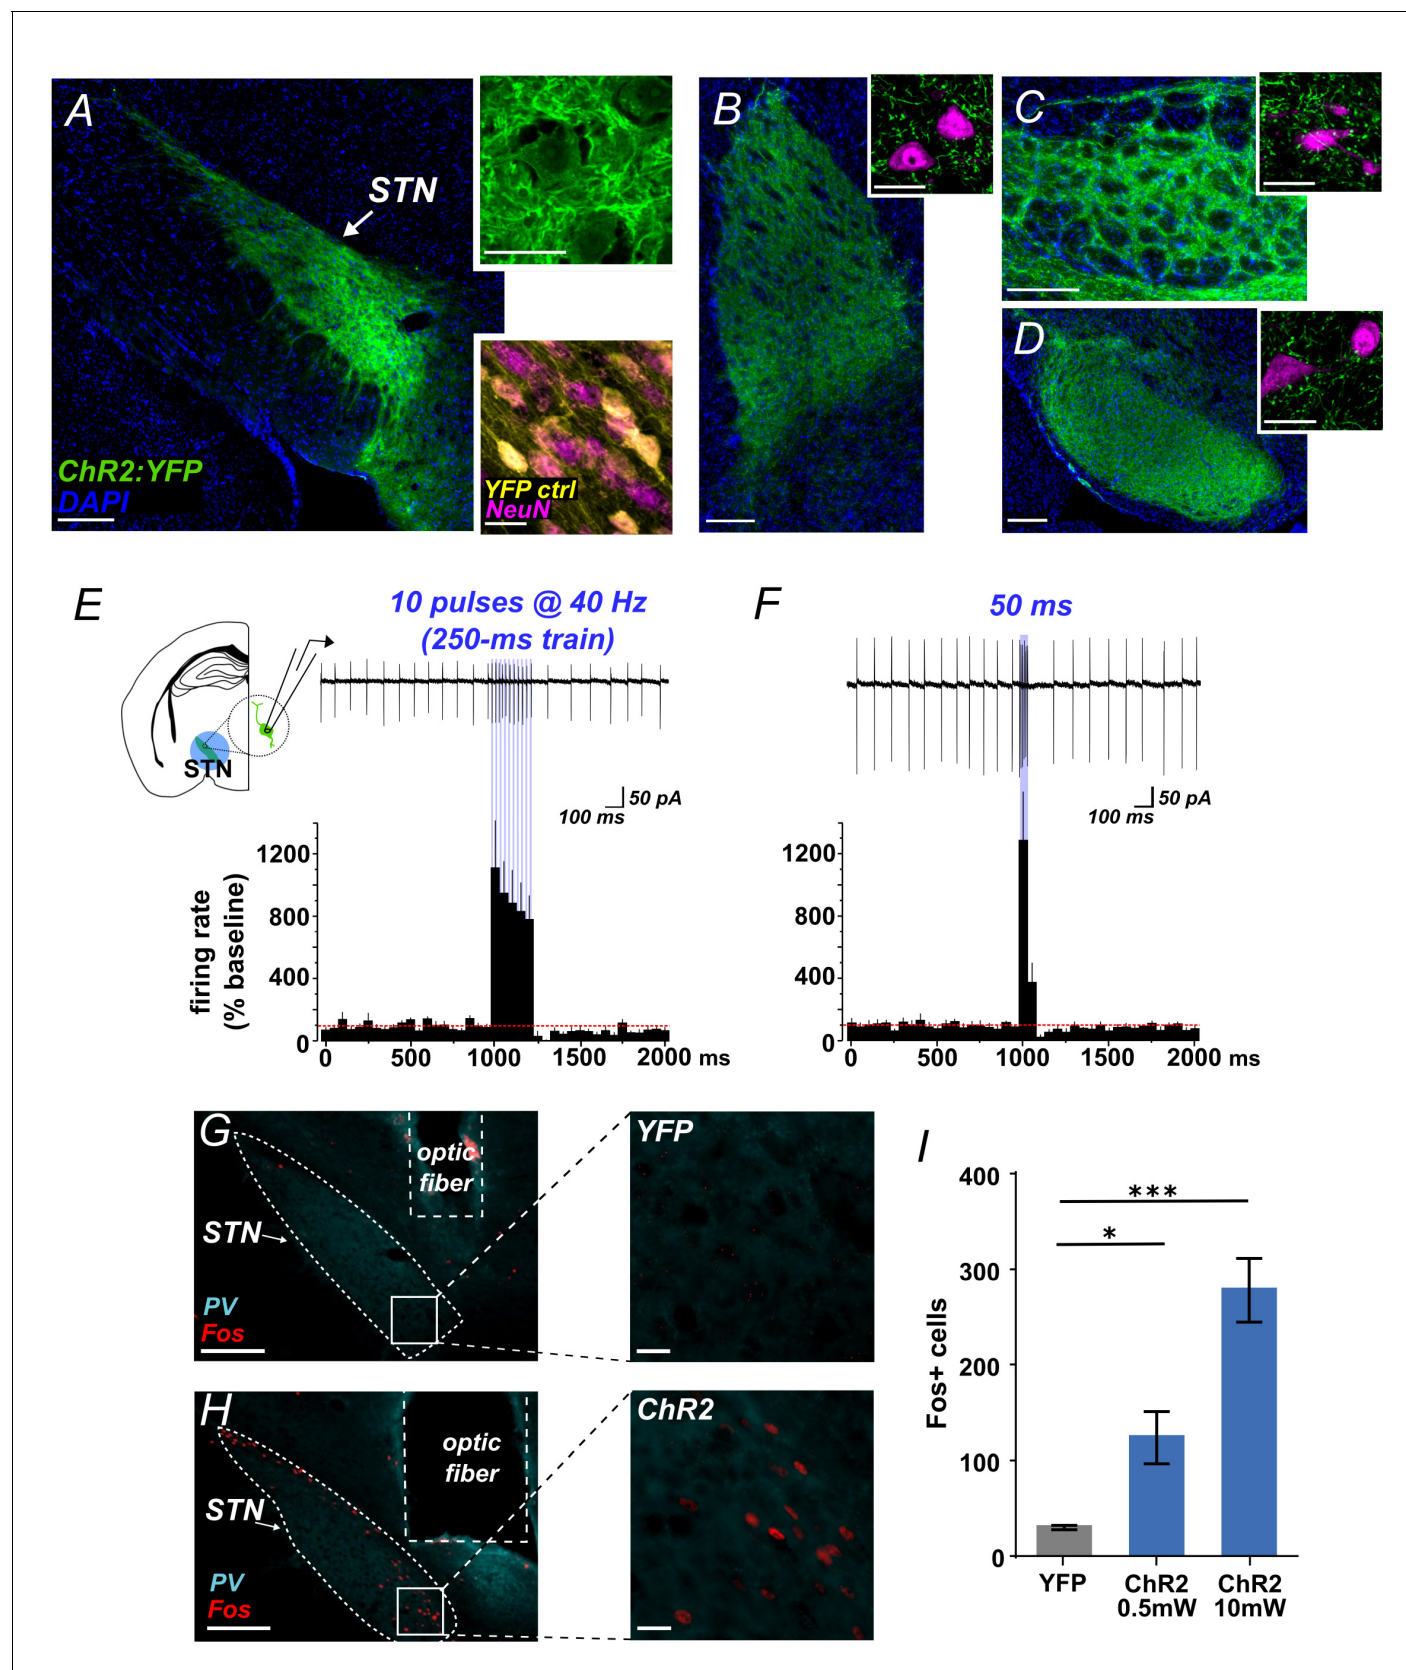 A
STN
ChR2:YFP
DAPI
YFP ctrl
NeuN
B
C
D
E
10 pulses @ 40 Hz
(250-ms train)
STN
50 pA
100 ms
firing rate
(% baseline)
1200
800
400
0
0 500 1000 1500 2000 ms
F
50 ms
50 pA
100 ms
1200
800
400
0
0 500 1000 1500 2000 ms
G
optic
fiber
STN
PV
Fos
YFP
H
optic
fiber
STN
PV
Fos
ChR2
I
Fos+ cells
400
300
200
100
0
***
*
YFP
ChR2
0.5mW
ChR2
10mW